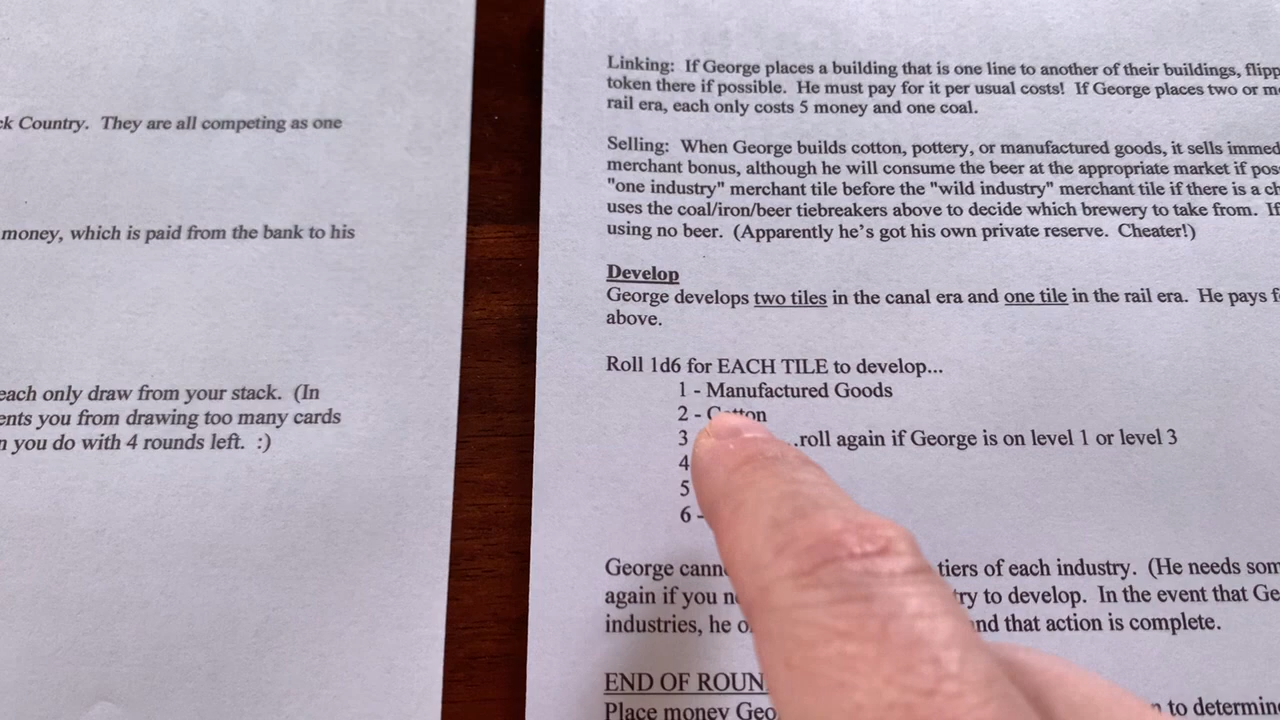 ck Country. They are all competing as one
money, which is paid from the bank to his
each only draw from your stack. (In
ents you from drawing too many cards
n you do with 4 rounds left. :)
Linking: If George places a building that is one line to another of their buildings, flipp
token there if possible. He must pay for it per usual costs! If George places two or m
rail era, each only costs 5 money and one coal.
Selling: When George builds cotton, pottery, or manufactured goods, it sells immed
merchant bonus, although he will consume the beer at the appropriate market if pos
"one industry" merchant tile before the "wild industry" merchant tile if there is a ch
uses the coal/iron/beer tiebreakers above to decide which brewery to take from. If
using no beer. (Apparently he's got his own private reserve. Cheater!)
Develop
George develops two tiles in the canal era and one tile in the rail era. He pays f
above.
Roll 1d6 for EACH TILE to develop...
1 - Manufactured Goods
2 - Cotton
3 ...roll again if George is on level 1 or level 3
4
5
6 -
George cann tiers of each industry. (He needs som
again if you n try to develop. In the event that Ge
industries, he o nd that action is complete.
END OF ROUN
Place money Geo to determin